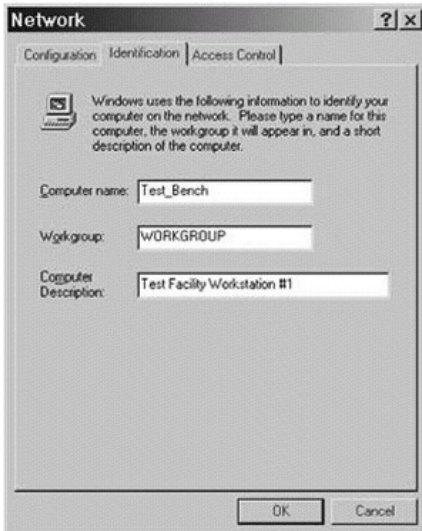 Network
Configuration Identification Access Control
Windows uses the following information to identify your
computer on the network. Please type a name for this
computer, the workgroup it will appear in, and a short
description of the computer.
Computer name: Test_Bench
Workgroup: WORKGROUP
Computer
Description: Test Facility Workstation #1
OK Cancel